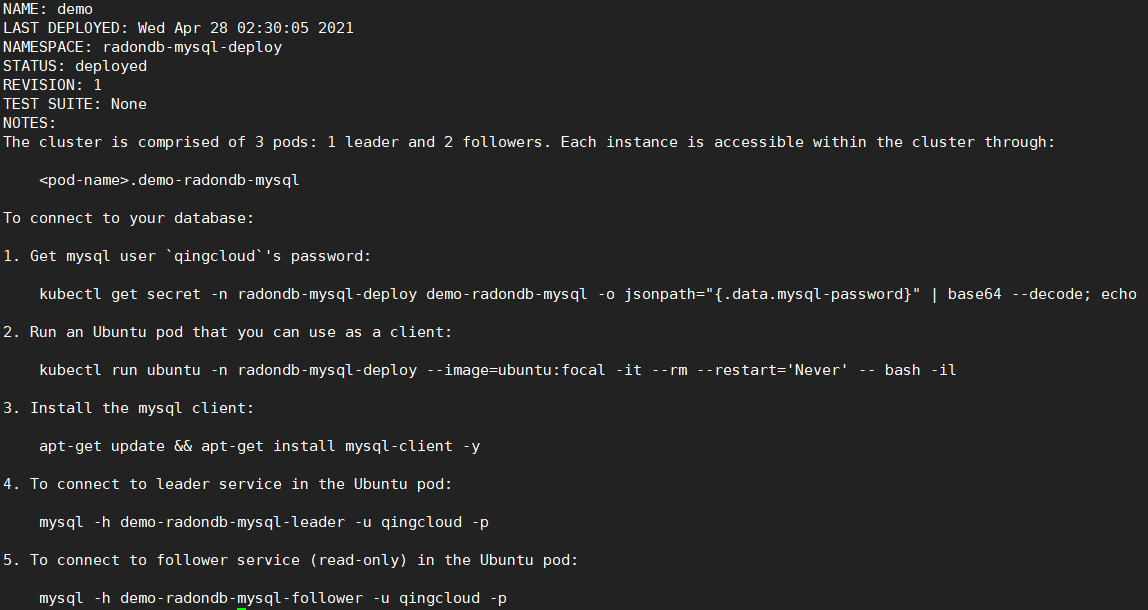 NAME: demo
LAST DEPLOYED: Wed Apr 28 02:30:05 2021
NAMESPACE: radondb-mysql-deploy
STATUS: deployed
REVISION: 1
TEST SUITE: None
NOTES:
The cluster is comprised of 3 pods: 1 leader and 2 followers. Each instance is accessible within the cluster through:
<pod-name>.demo-radondb-mysql
To connect to your database:
1. Get mysql user `qingcloud`'s password:
kubectl get secret -n radondb-mysql-deploy demo-radondb-mysql -o jsonpath="{.data.mysql-password}" | base64 --decode; echo
2. Run an Ubuntu pod that you can use as a client:
kubectl run ubuntu -n radondb-mysql-deploy --image=ubuntu:focal -it --rm --restart='Never' -- bash -il
3. Install the mysql client:
apt-get update && apt-get install mysql-client -y
4. To connect to leader service in the Ubuntu pod:
mysql -h demo-radondb-mysql-leader -u qingcloud -p
5. To connect to follower service (read-only) in the Ubuntu pod:
mysql -h demo-radondb-mysql-follower -u qingcloud -p